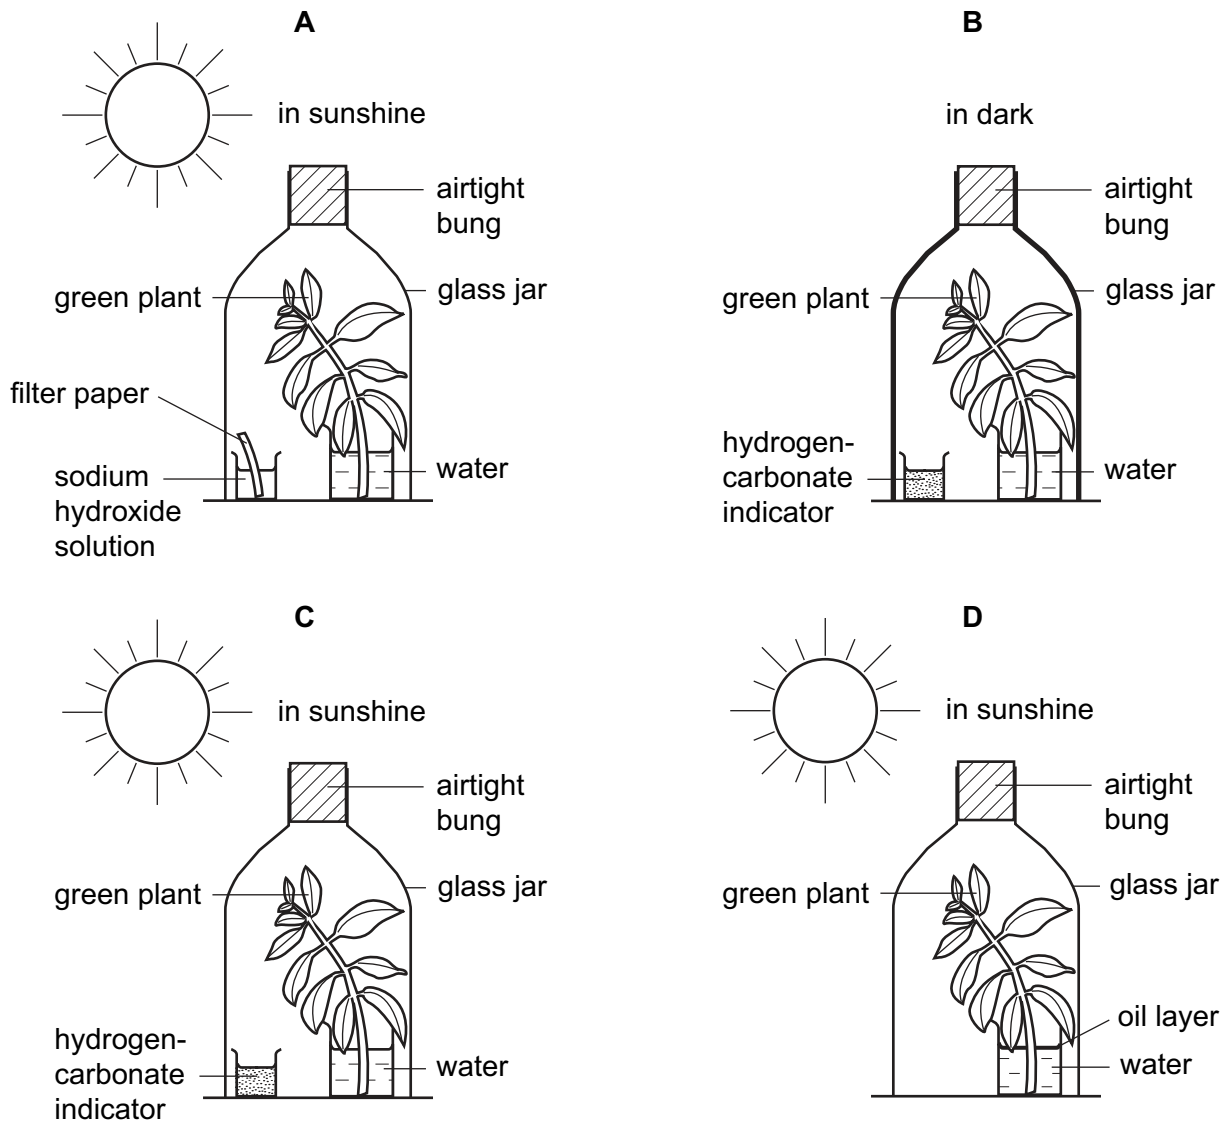 A
in sunshine
airtight
bung
green plant
glass jar
filter paper
sodium
hydroxide
solution
water
B
in dark
airtight
bung
green plant
glass jar
hydrogen-
carbonate
indicator
water
C
in sunshine
airtight
bung
green plant
glass jar
hydrogen-
carbonate
indicator
water
D
in sunshine
airtight
bung
green plant
glass jar
oil layer
water